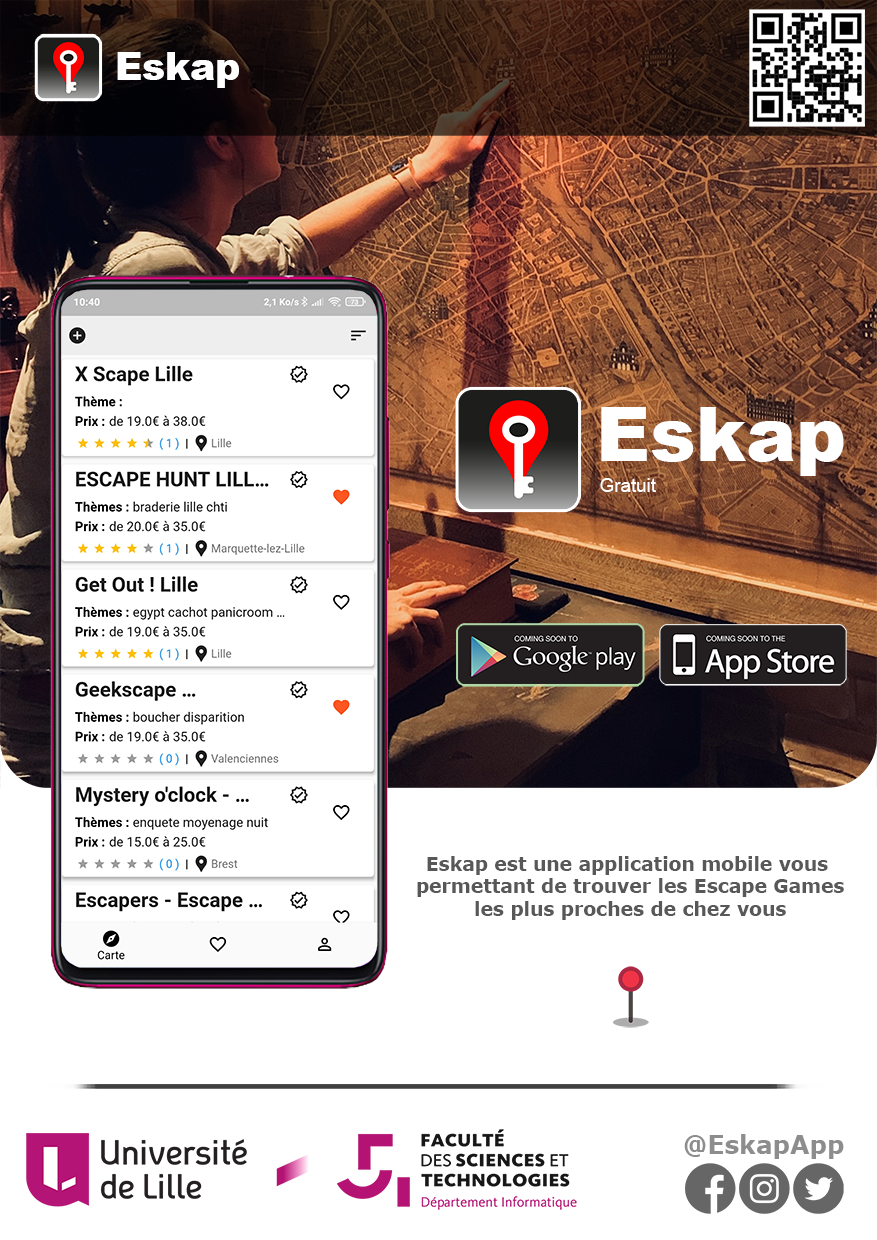 Eskap
10:40
2,1 Ko/s
73
X Scape Lille
Thème :
Prix : de 19.0€ à 38.0€
( 1 ) | Lille
ESCAPE HUNT LILL...
Thèmes : braderie lille chti
Prix : de 20.0€ à 35.0€
( 1 ) | Marquette-lez-Lille
Get Out ! Lille
Thèmes : egypt cachot panicroom ...
Prix : de 19.0€ à 35.0€
( 1 ) | Lille
Geekscape ...
Thèmes : boucher disparition
Prix : de 19.0€ à 35.0€
( 0 ) | Valenciennes
Mystery o'clock - ...
Thèmes : enquete moyenage nuit
Prix : de 15.0€ à 25.0€
( 0 ) | Brest
Escapers - Escape ...
Carte
Eskap
Gratuit
COMING SOON TO
Google play
COMING SOON TO THE
App Store
Eskap est une application mobile vous
permettant de trouver les Escape Games
les plus proches de chez vous
Université
de Lille
FACULTÉ
DES SCIENCES ET
TECHNOLOGIES
Département Informatique
@EskapApp